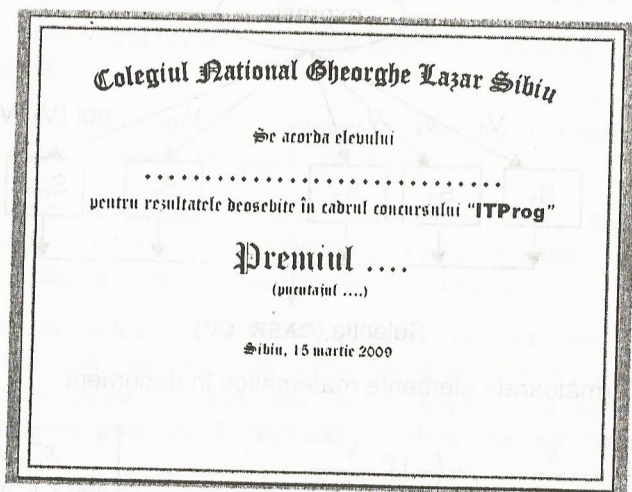 Colegiul National Gheorghe Lazar Sibiu
Se acorda elevului
...................................
pentru rezultatele deosebite în cadrul concursului "ITProg"
Premiul ....
(punctajul ....)
Sibiu, 15 martie 2009